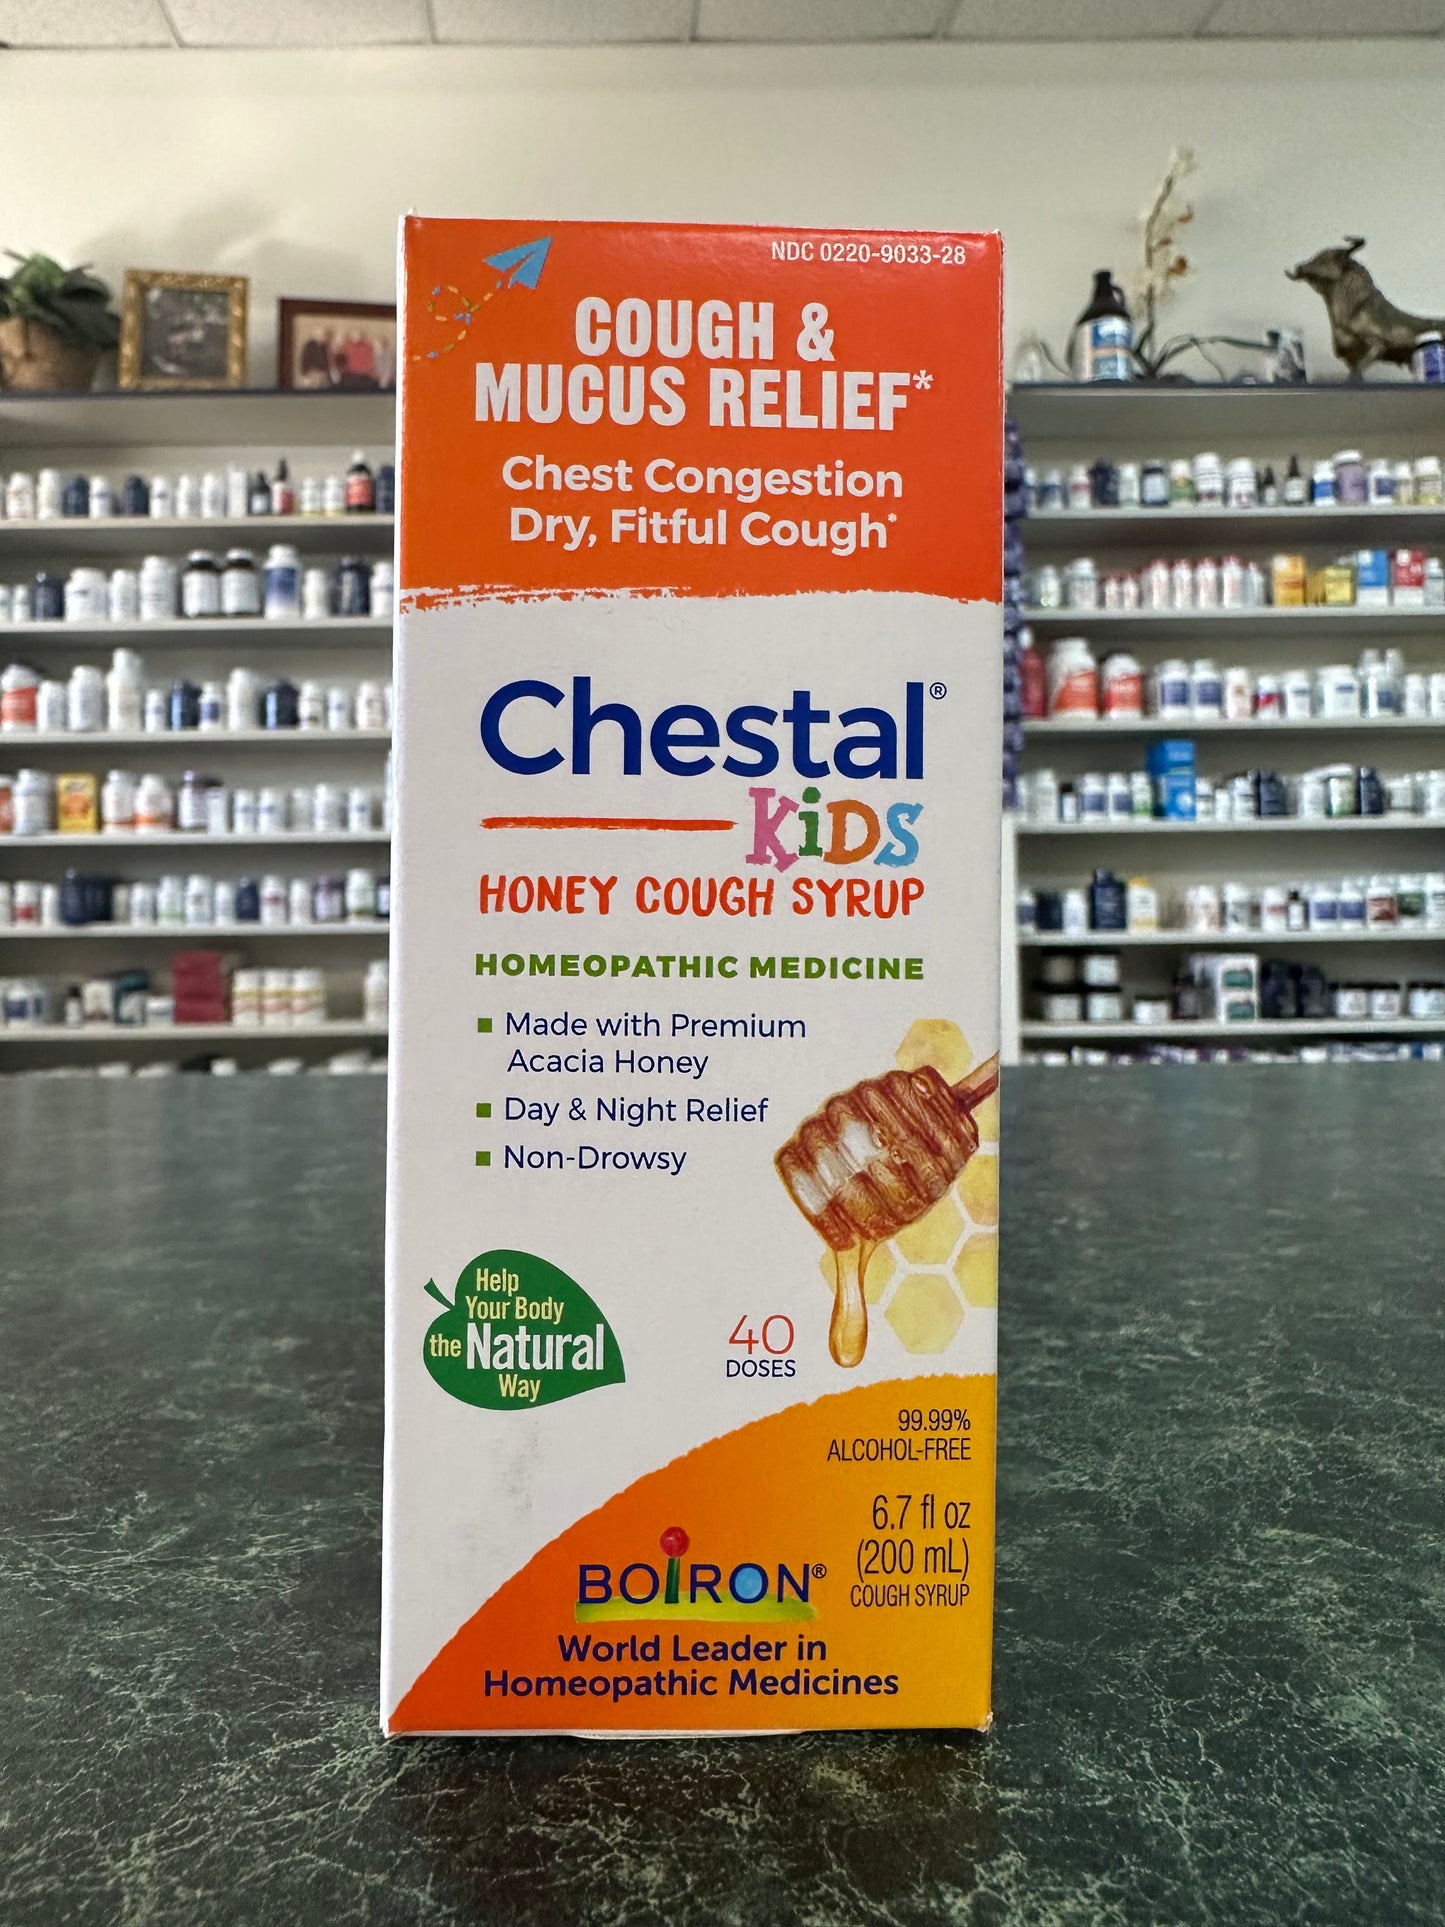 NDC 0220-9033-28
COUGH &
MUCUS RELIEF*
Chest Congestion
Dry, Fitful Cough*
Chestal®
KiDS
HONEY COUGH SYRUP
HOMEOPATHIC MEDICINE
Made with Premium
Acacia Honey
Day & Night Relief
Non-Drowsy
Help
Your Body
the Natural
Way
40
DOSES
99.99%
ALCOHOL-FREE
6.7 fl oz
(200 mL)
COUGH SYRUP
BOIRON®
World Leader in
Homeopathic Medicines